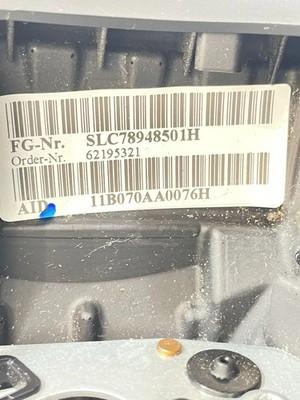 FG-Nr. SLC78948501H
Order-Nr. 62195321
AID 11B070AA0076H